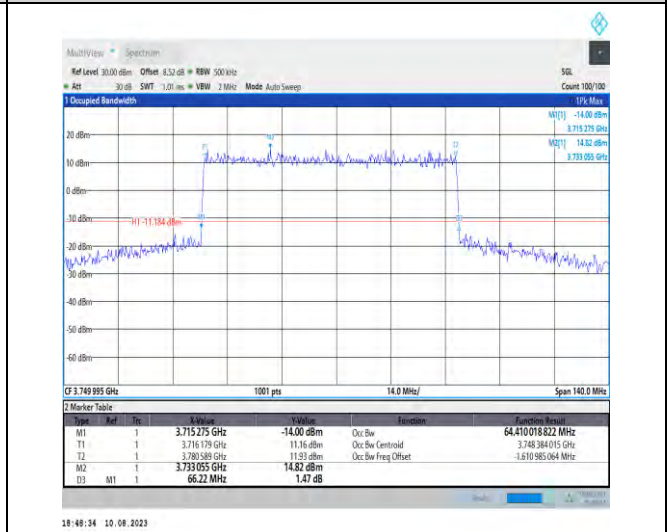 MultiView Spectrum
Ref Level 30.00 dBm Offset 8.52 dB RBW 500 kHz SGL
Att 30 dB SWT 1.01 ms VBW 2 MHz Mode Auto Sweep Count 100/100
1 Occupied Bandwidth 1Pk Max
M1[1] -14.00 dBm
20 dBm
M2[1] 14.82 dBm
3.733 055 GHz
T1
T2
10 dBm
0 dBm
-10 dBm
H1 -11.184 dBm
-20 dBm
-30 dBm
-40 dBm
-50 dBm
-60 dBm
CF 3.749 995 GHz 1001 pts 14.0 MHz/ Span 140.0 MHz
2 Marker Table
Type Ref Trc X-Value Y-Value Function Function Result
M1 1 3.715 275 GHz -14.00 dBm Occ Bw 64.410 018 822 MHz
T1 1 3.716 179 GHz 11.16 dBm Occ Bw Centroid 3.748 384 015 GHz
T2 1 3.780 589 GHz 11.93 dBm Occ Bw Freq Offset -1.610 985 064 MHz
M2 1 3.733 055 GHz 14.82 dBm
D3 M1 1 66.22 MHz 1.47 dB
18:48:34 10.08.2023